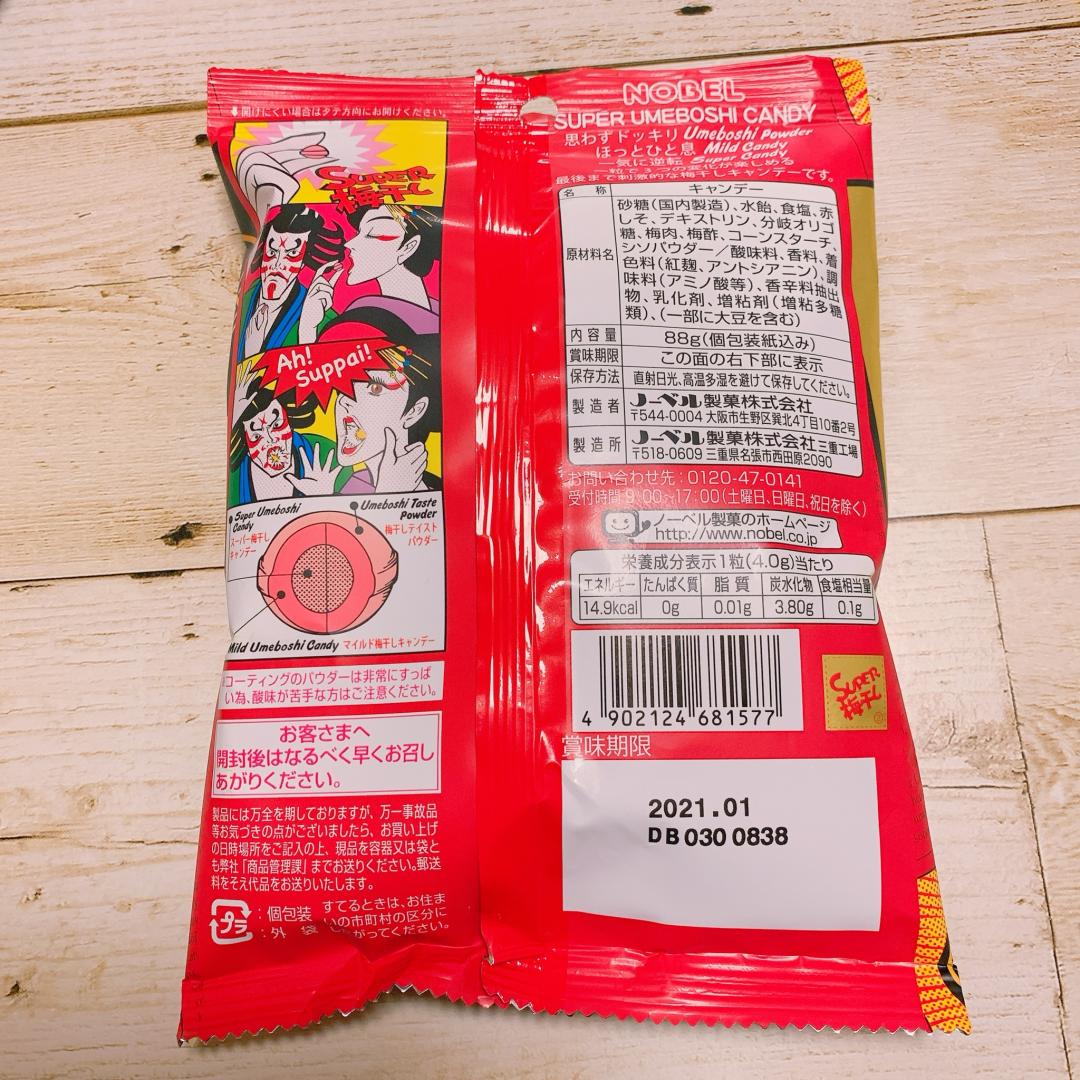 ⬇開けにくい場合はタテ方向にお開けください。
SUPER
梅干し
Ah!
Suppai!
Super Umeboshi
Candy
スーパー梅干し
キャンデー
Umeboshi Taste
Powder
梅干しテイスト
パウダー
Mild Umeboshi Candy マイルド梅干しキャンデー
コーティングのパウダーは非常にすっぱ
い為、酸味が苦手な方はご注意ください。
お客さまへ
開封後はなるべく早くお召し
あがりください。
製品には万全を期しておりますが、万一事故品
等お気づきの点がございましたら、お買い上げ
の日時場所をご記入の上、現品を容器又は袋と
も弊社「商品管理課」までお送りください。郵送
料をそえ代品をお送りいたします。
プラ
:個包装 すてるときは、お住ま
:外 袋 いの市町村の区分に
がってください。
NOBEL
SUPER UMEBOSHI CANDY
思わずドッキリ Umeboshi Powder
ほっとひと息 Mild Candy
一気に逆転 Super Candy
一粒で3つの変化が楽しめる
最後まで刺激的な梅干しキャンデーです。
名 称 キャンデー
原材料名
砂糖(国内製造)、水飴、食塩、赤
しそ、デキストリン、分岐オリゴ
糖、梅肉、梅酢、コーンスターチ、
シソパウダー/酸味料、香料、着
色料(紅麹、アントシアニン)、調
味料(アミノ酸等)、香辛料抽出
物、乳化剤、増粘剤(増粘多糖
類)、(一部に大豆を含む)
内容量 88g(個包装紙込み)
賞味期限 この面の右下部に表示
保存方法 直射日光、高温多湿を避けて保存してください。
製造者 ノーベル製菓株式会社
〒544-0004 大阪市生野区巽北4丁目10番2号
製造所 ノーベル製菓株式会社三重工場
〒518-0609 三重県名張市西田原2090
お問い合わせ先:0120-47-0141
受付時間 9:00~17:00(土曜日、日曜日、祝日を除く)
ノーベル製菓のホームページ
http://www.nobel.co.jp
栄養成分表示1粒(4.0g)当たり
エネルギー たんぱく質 脂質 炭水化物 食塩相当量
14.9kcal 0g 0.01g 3.80g 0.1g
4 902124 681577
SUPER
梅干し
賞味期限
2021.01
DB030 0838